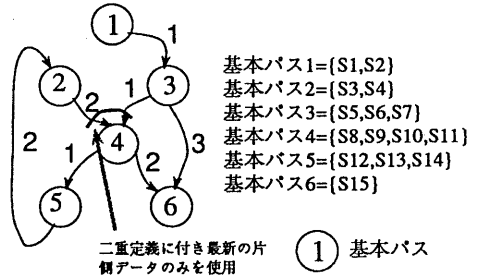 1
1
2
3
2
1
4
2
1
2
3
5
6
基本パス1={S1,S2}
基本パス2={S3,S4}
基本パス3={S5,S6,S7}
基本パス4={S8,S9,S10,S11}
基本パス5={S12,S13,S14}
基本パス6={S15}
二重定義に付き最新の片
側データのみを使用
1 基本パス